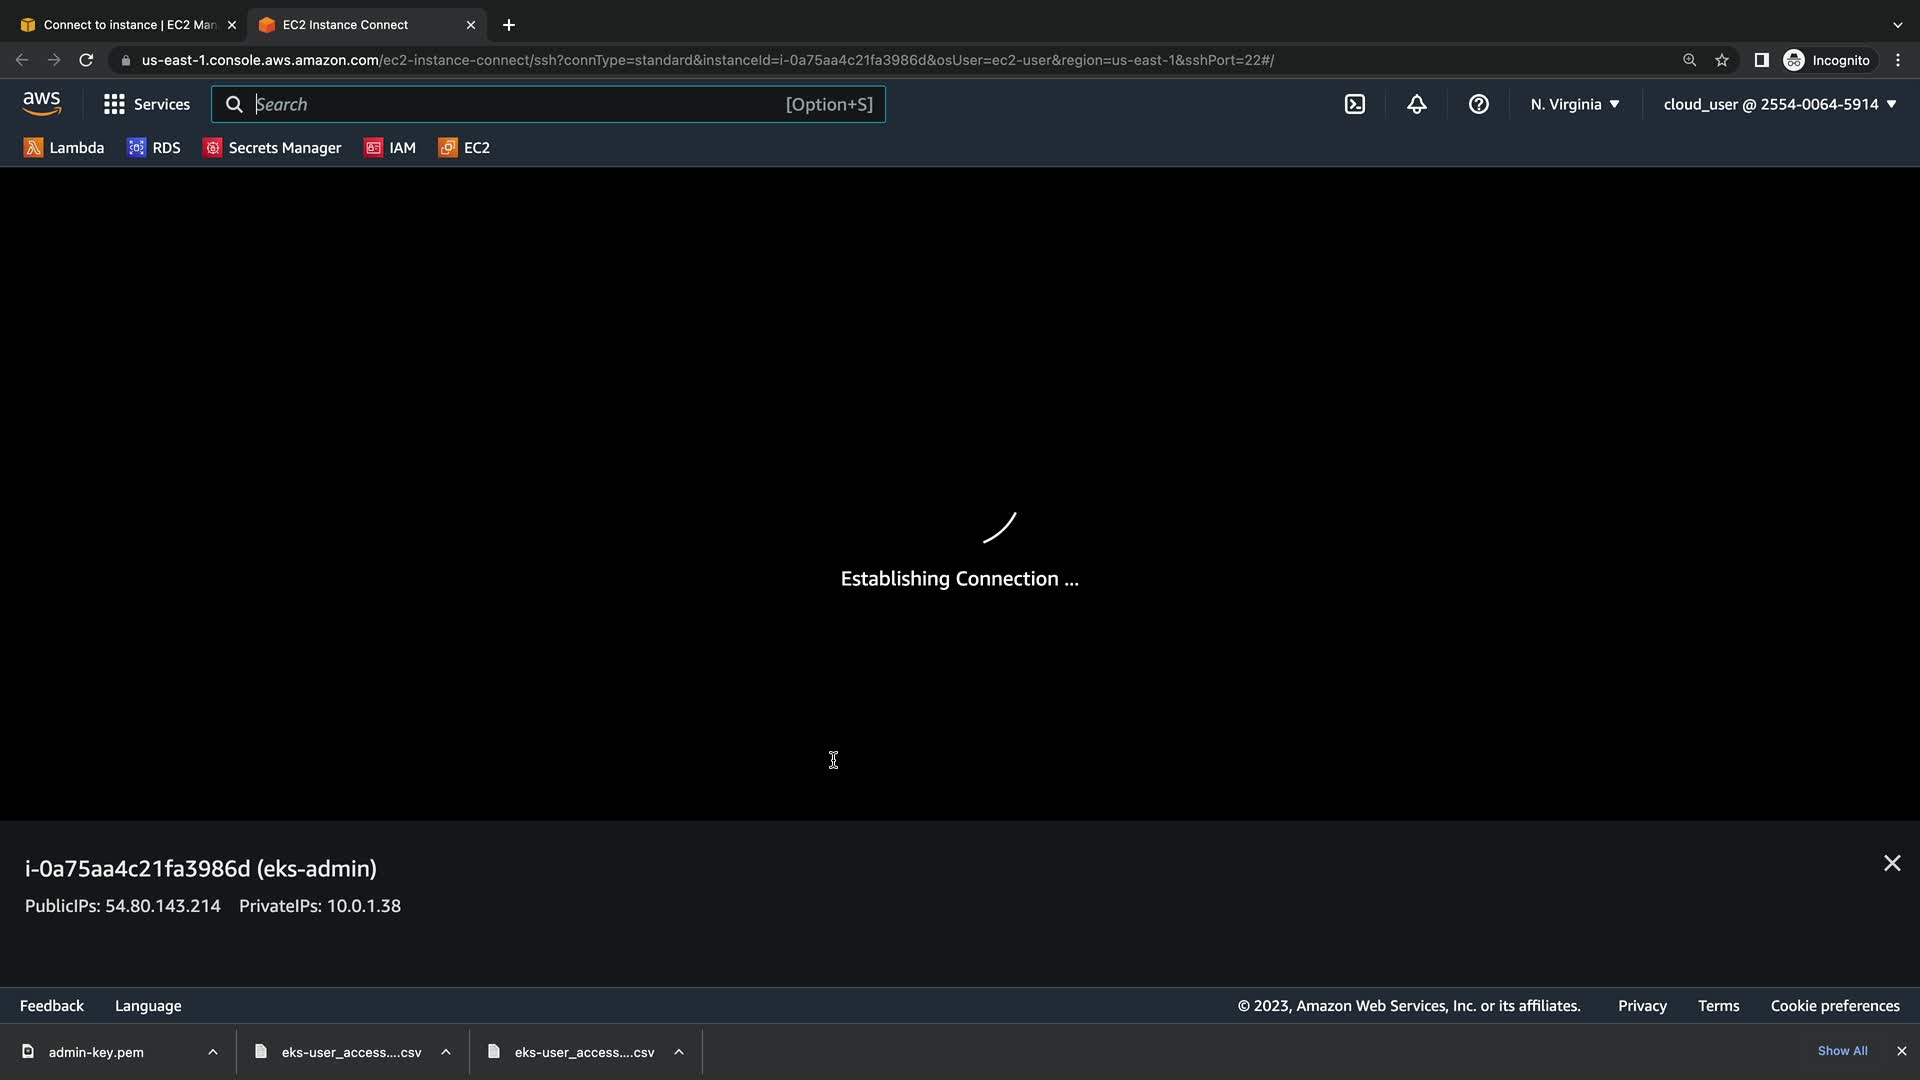 Connect to instance | EC2 Man
EC2 Instance Connect
us-east-1.console.aws.amazon.com/ec2-instance-connect/ssh?connType=standard&instanceId=i-0a75aa4c21fa3986d&osUser=ec2-user&region=us-east-1&sshPort=22#/
Incognito
aws
Services
Search
[Option+S]
N. Virginia
cloud_user @ 2554-0064-5914
Lambda
RDS
Secrets Manager
IAM
EC2
Establishing Connection ...
i-0a75aa4c21fa3986d (eks-admin)
PublicIPs: 54.80.143.214 PrivateIPs: 10.0.1.38
Feedback
Language
© 2023, Amazon Web Services, Inc. or its affiliates.
Privacy
Terms
Cookie preferences
admin-key.pem
eks-user_access....csv
eks-user_access....csv
Show All